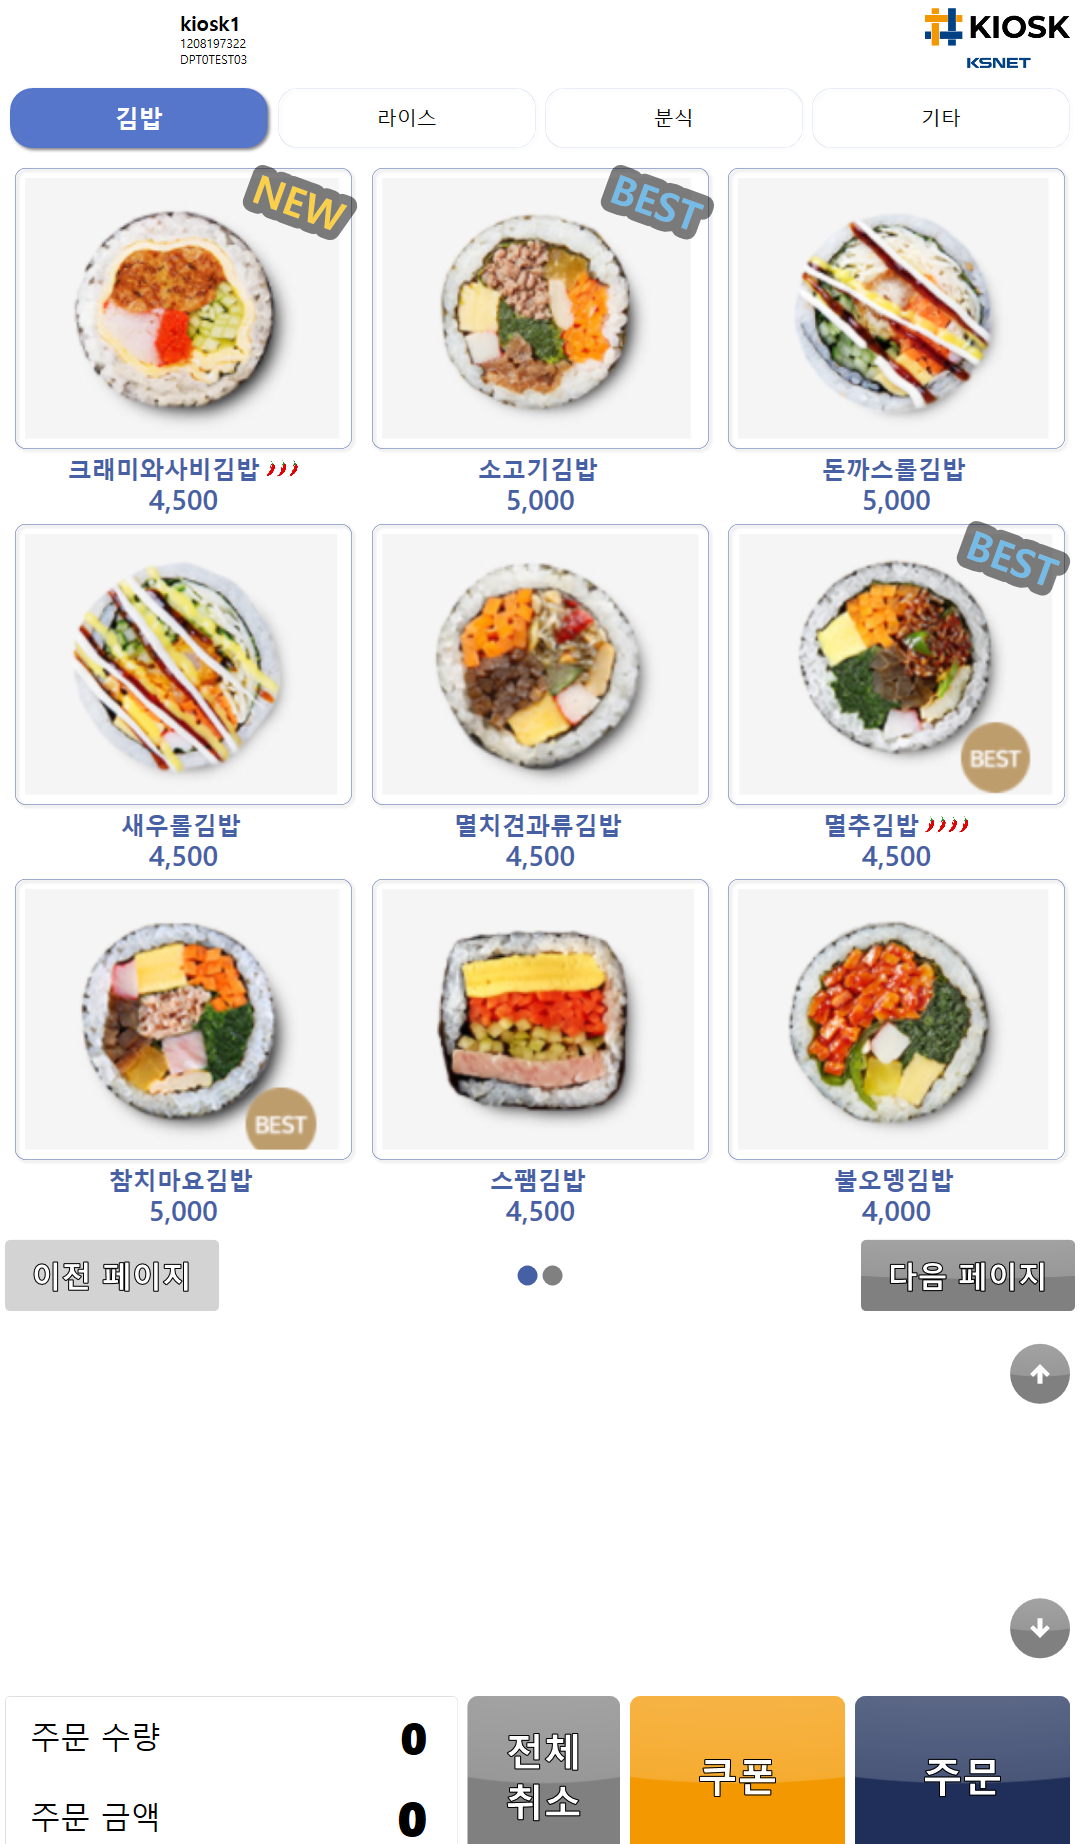 kiosk1
1208197322
DPT0TEST03
KIOSK
KSNET
김밥
라이스
분식
기타
NEW
BEST
크래미와사비김밥
4,500
소고기김밥
5,000
돈까스롤김밥
5,000
BEST
BEST
새우롤김밥
4,500
멸치견과류김밥
4,500
멸추김밥
4,500
BEST
참치마요김밥
5,000
스팸김밥
4,500
불오뎅김밥
4,000
이전 페이지
다음 페이지
주문 수량
0
주문 금액
0
전체
취소
쿠폰
주문